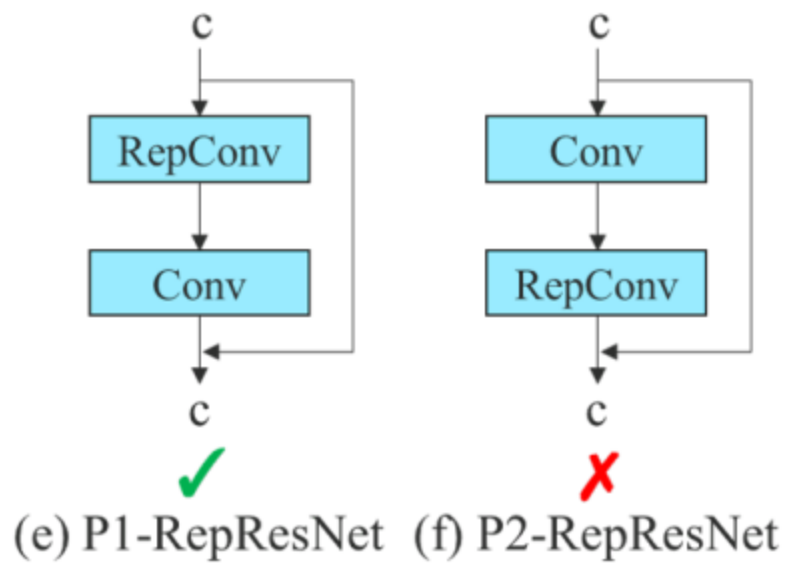 c c
RepConv Conv
Conv RepConv
c c
✓ ✗
(e) P1-RepResNet (f) P2-RepResNet